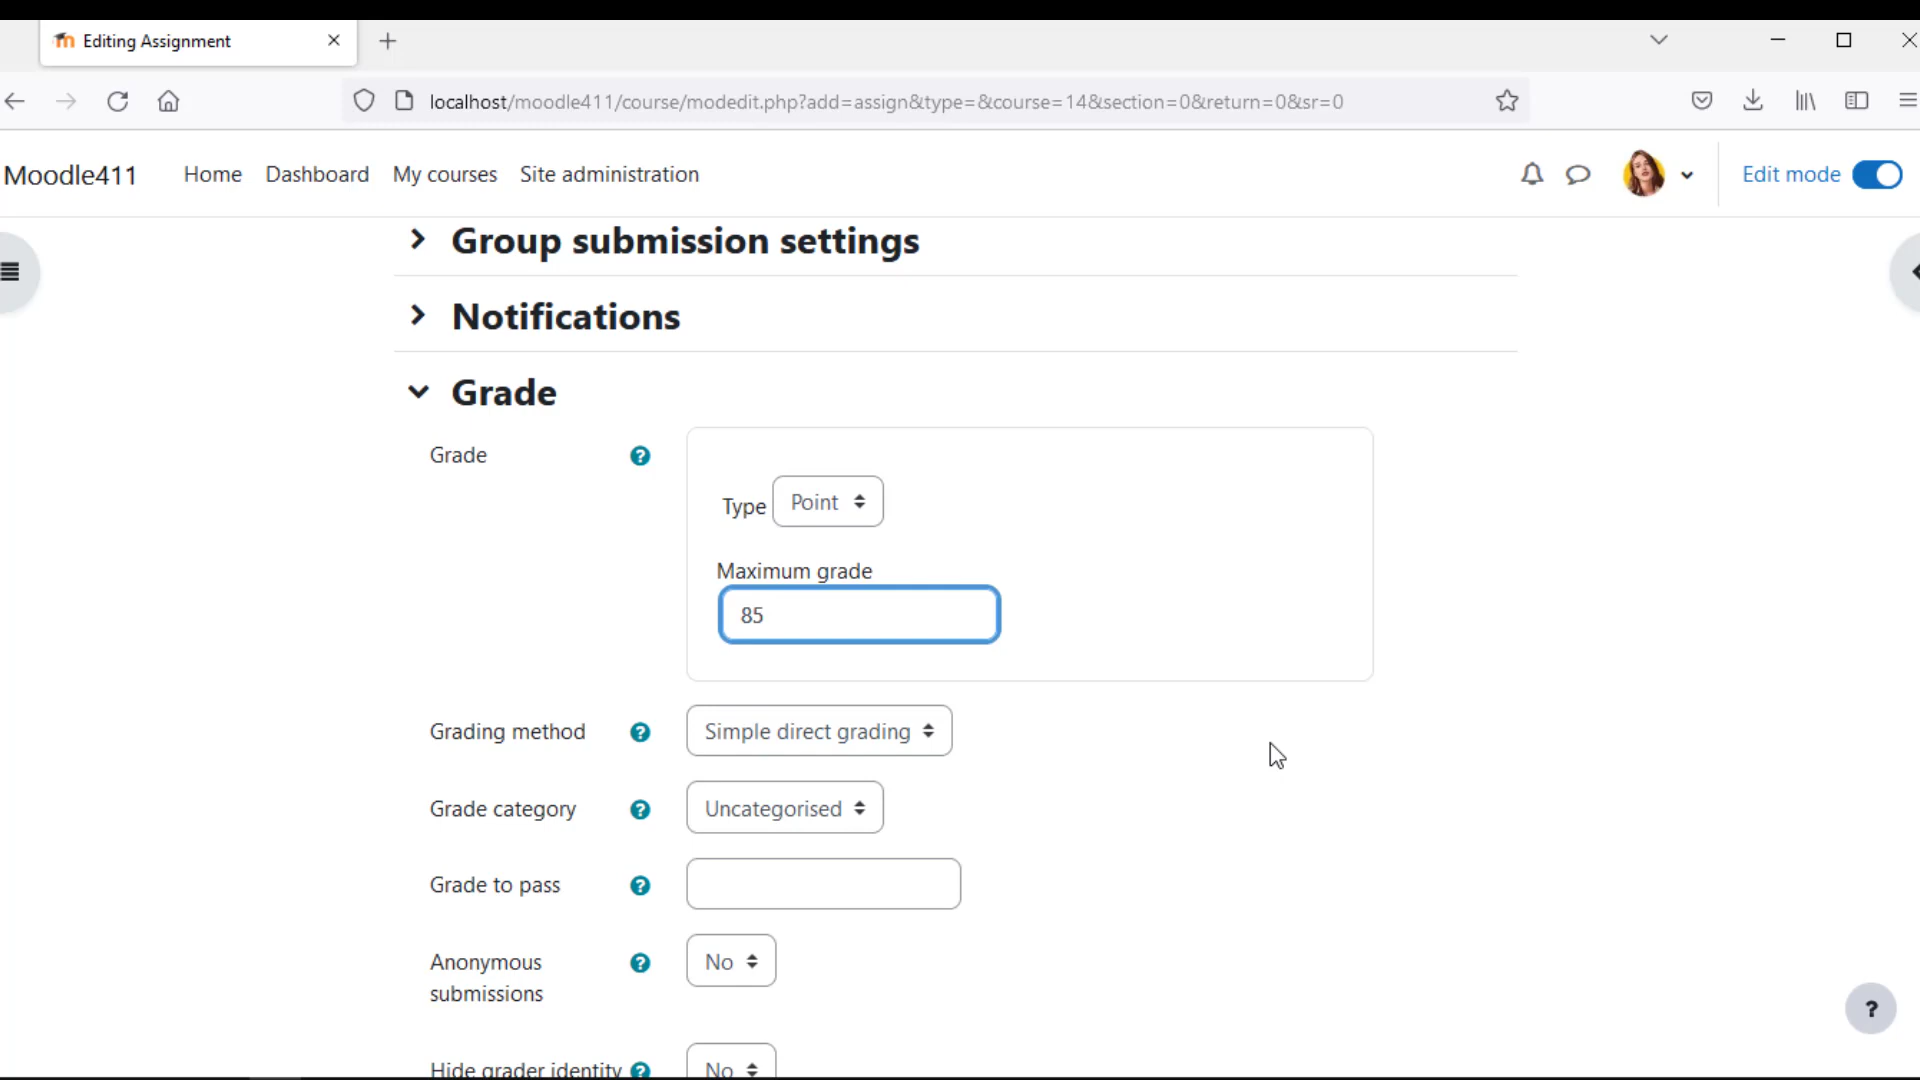 Editing Assignment
localhost/moodle411/course/modedit.php?add=assign&type=&course=14&section=0&return=0&sr=0
Moodle411 Home Dashboard My courses Site administration Edit mode
Group submission settings
Notifications
Grade
Grade ?
Type Point
Maximum grade
85
Grading method ? Simple direct grading
Grade category ? Uncategorised
Grade to pass ?
Anonymous ? No
submissions
?
Hide grader identity ? No